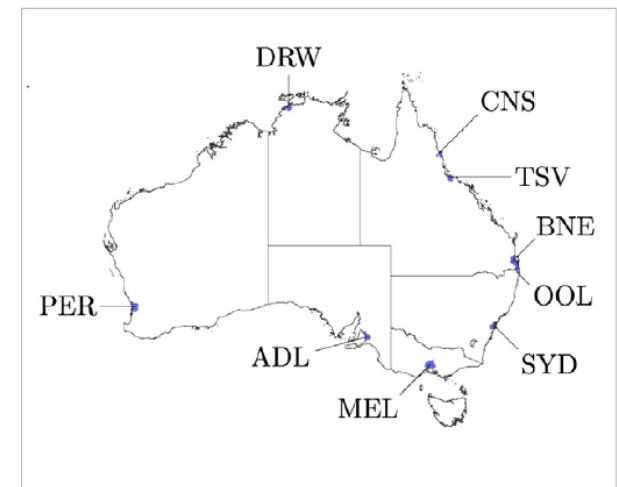 DRW
CNS
TSV
BNE
PER
OOL
ADL
SYD
MEL